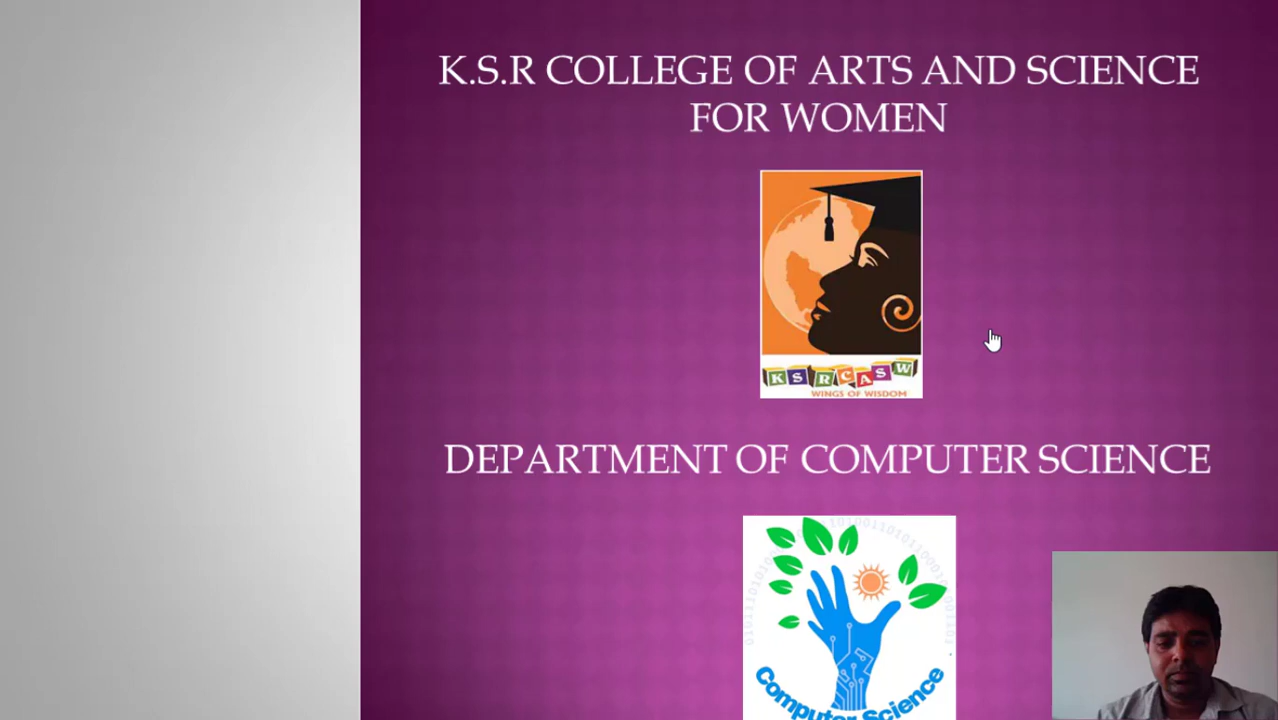 K.S.R COLLEGE OF ARTS AND SCIENCE
FOR WOMEN
KSRCASW
WINGS OF WISDOM
DEPARTMENT OF COMPUTER SCIENCE
Computer Science